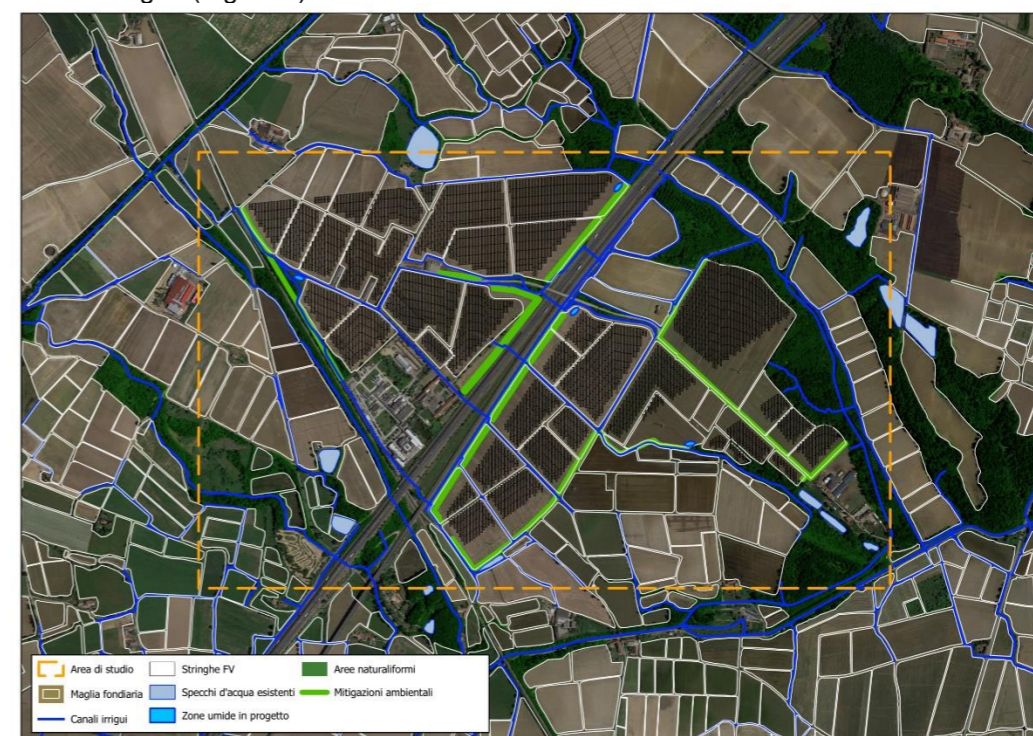 Area di studio
Stringhe FV
Aree naturaliformi
Maglia fondiaria
Specchi d'acqua esistenti
Mitigazioni ambientali
Canali irrigui
Zone umide in progetto